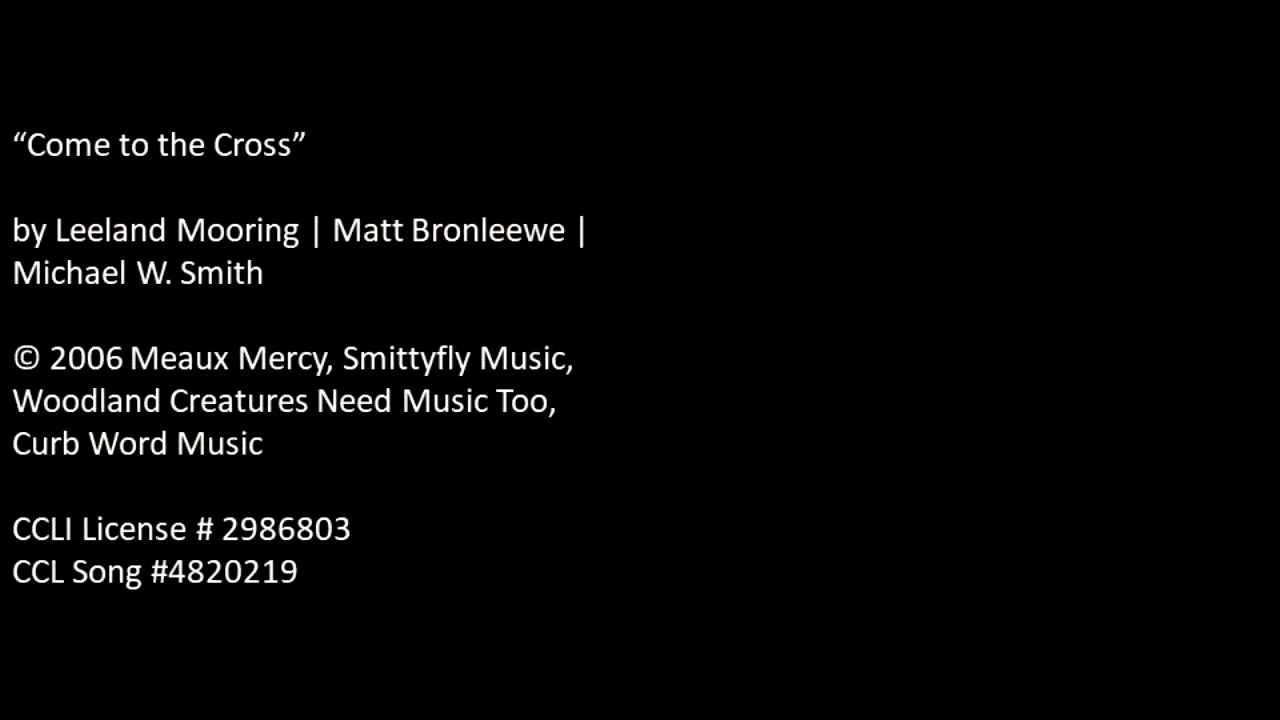 “Come to the Cross”
by Leeland Mooring | Matt Bronleewe |
Michael W. Smith
© 2006 Meaux Mercy, Smittyfly Music,
Woodland Creatures Need Music Too,
Curb Word Music
CCLI License # 2986803
CCL Song #4820219